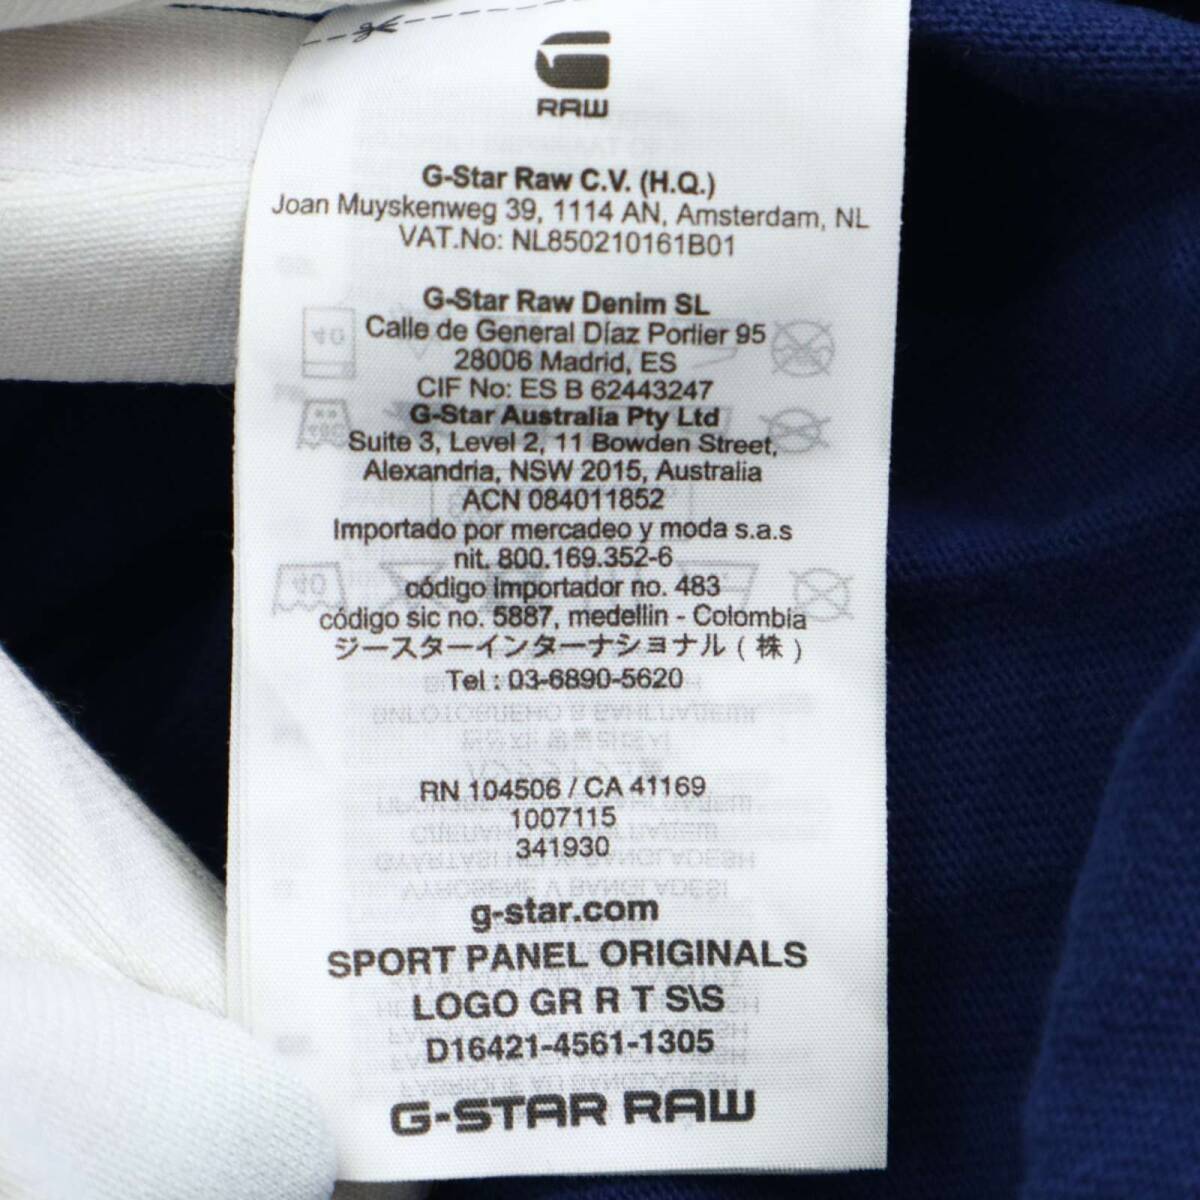 RAW
G-Star Raw C.V. (H.Q.)
Joan Muyskenweg 39, 1114 AN, Amsterdam, NL
VAT.No: NL850210161B01
G-Star Raw Denim SL
Calle de General Díaz Porlier 95
28006 Madrid, ES
CIF No: ES B 62443247
G-Star Australia Pty Ltd
Suite 3, Level 2, 11 Bowden Street,
Alexandria, NSW 2015, Australia
ACN 084011852
Importado por mercadeo y moda s.a.s
nit. 800.169.352-6
código importador no. 483
código sic no. 5887, medellin - Colombia
ジースターインターナショナル(株)
Tel : 03-6890-5620
RN 104506 / CA 41169
1007115
341930
g-star.com
SPORT PANEL ORIGINALS
LOGO GR R T S\S
D16421-4561-1305
G-STAR RAW